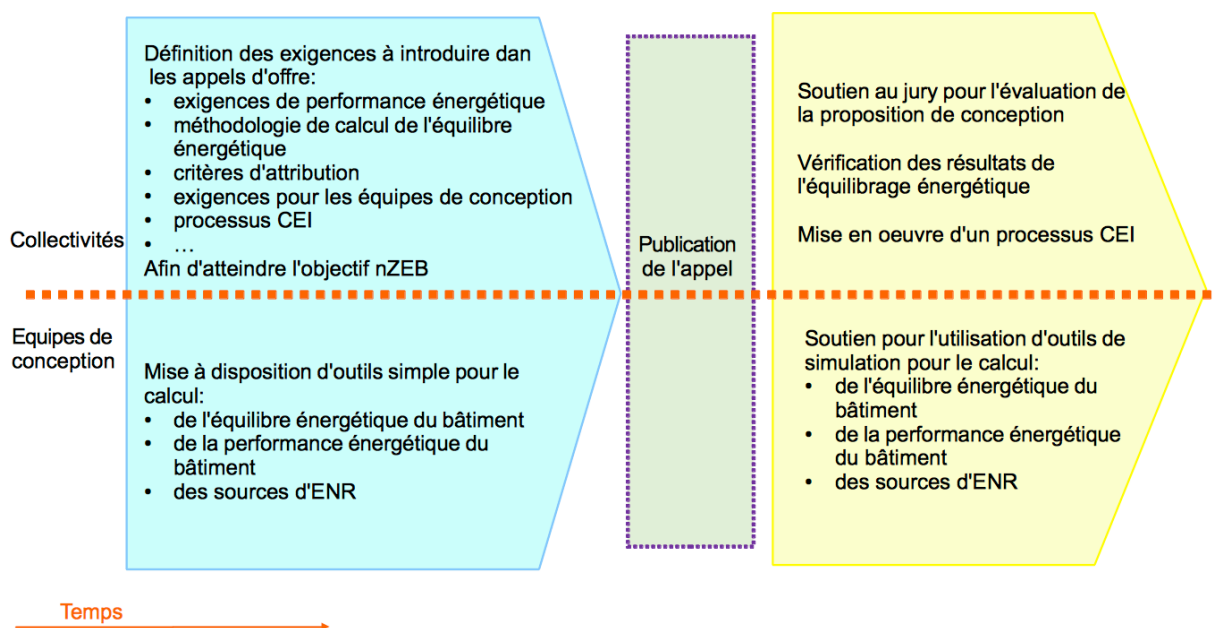 Définition des exigences à introduire dan
les appels d'offre:
• exigences de performance énergétique
• méthodologie de calcul de l'équilibre
énergétique
• critères d'attribution
• exigences pour les équipes de conception
• processus CEI
• ...
Afin d'atteindre l'objectif nZEB
Collectivités
Publication
de l'appel
Soutien au jury pour l'évaluation de
la proposition de conception
Vérification des résultats de
l'équilibrage énergétique
Mise en oeuvre d'un processus CEI
Equipes de
conception
Mise à disposition d'outils simple pour le
calcul:
• de l'équilibre énergétique du bâtiment
• de la performance énergétique du
bâtiment
• des sources d'ENR
Soutien pour l'utilisation d'outils de
simulation pour le calcul:
• de l'équilibre énergétique du
bâtiment
• de la performance énergétique
du bâtiment
• des sources d'ENR
Temps